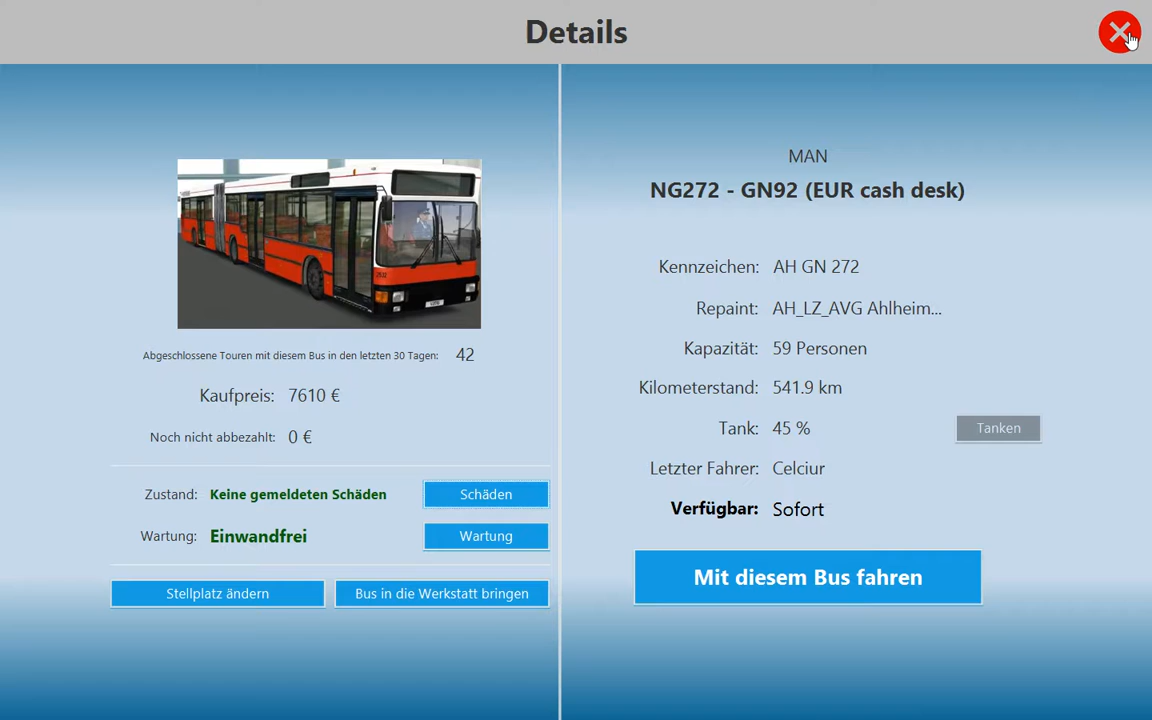 Details
Abgeschlossene Touren mit diesem Bus in den letzten 30 Tagen: 42
Kaufpreis: 7610 €
Noch nicht abbezahlt: 0 €
Zustand: Keine gemeldeten Schäden Schäden
Wartung: Einwandfrei Wartung
Stellplatz ändern Bus in die Werkstatt bringen
MAN
NG272 - GN92 (EUR cash desk)
Kennzeichen: AH GN 272
Repaint: AH_LZ_AVG Ahlheim...
Kapazität: 59 Personen
Kilometerstand: 541.9 km
Tank: 45 % Tanken
Letzter Fahrer: Celciur
Verfügbar: Sofort
Mit diesem Bus fahren